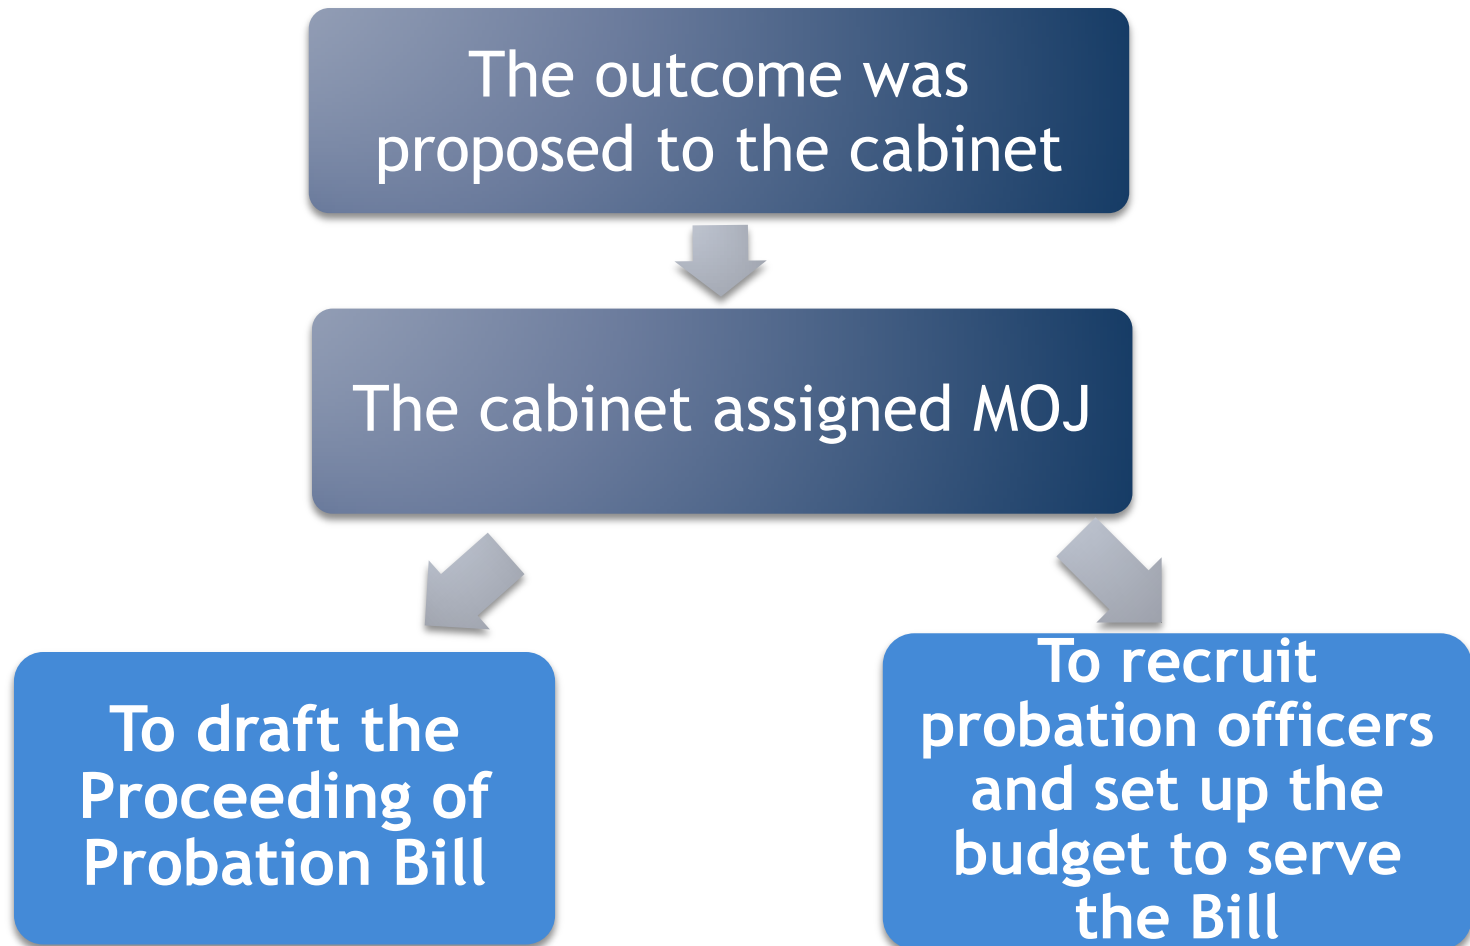 The outcome was
proposed to the cabinet
The cabinet assigned MOJ
To draft the
Proceeding of
Probation Bill
To recruit
probation officers
and set up the
budget to serve
the Bill